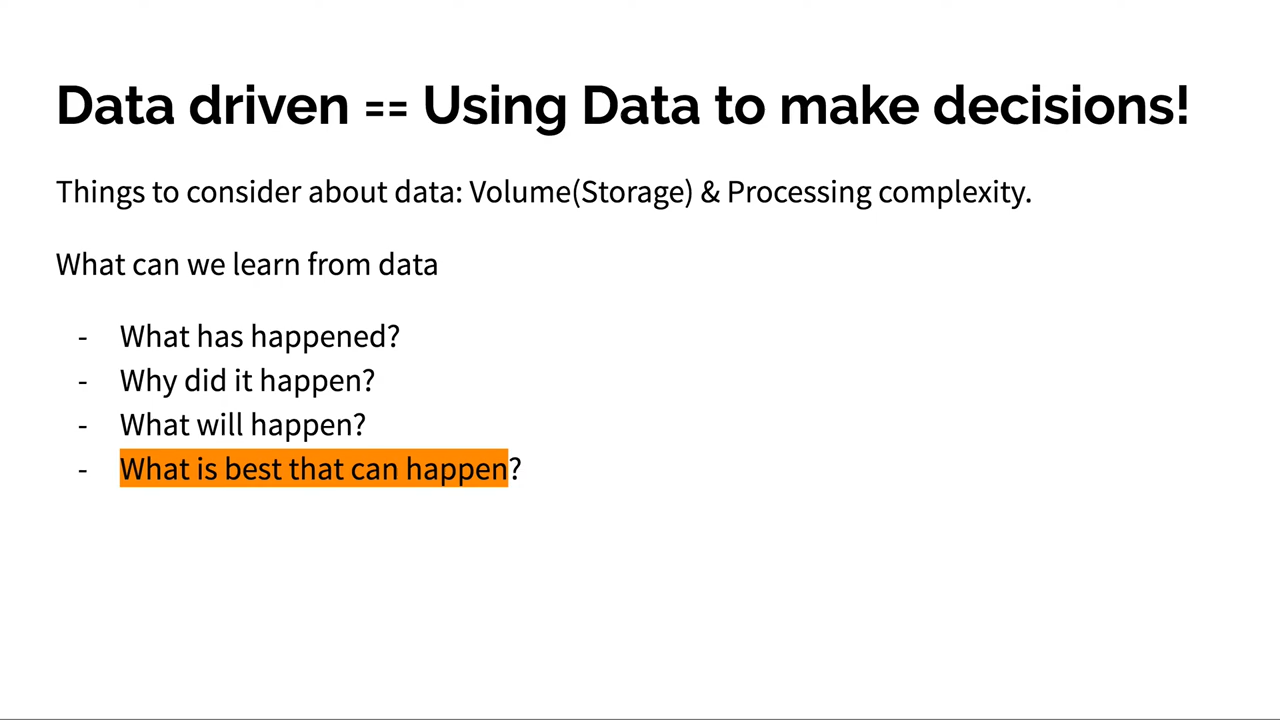 Data driven == Using Data to make decisions!
Things to consider about data: Volume(Storage) & Processing complexity.
What can we learn from data
- What has happened?
- Why did it happen?
- What will happen?
- What is best that can happen?